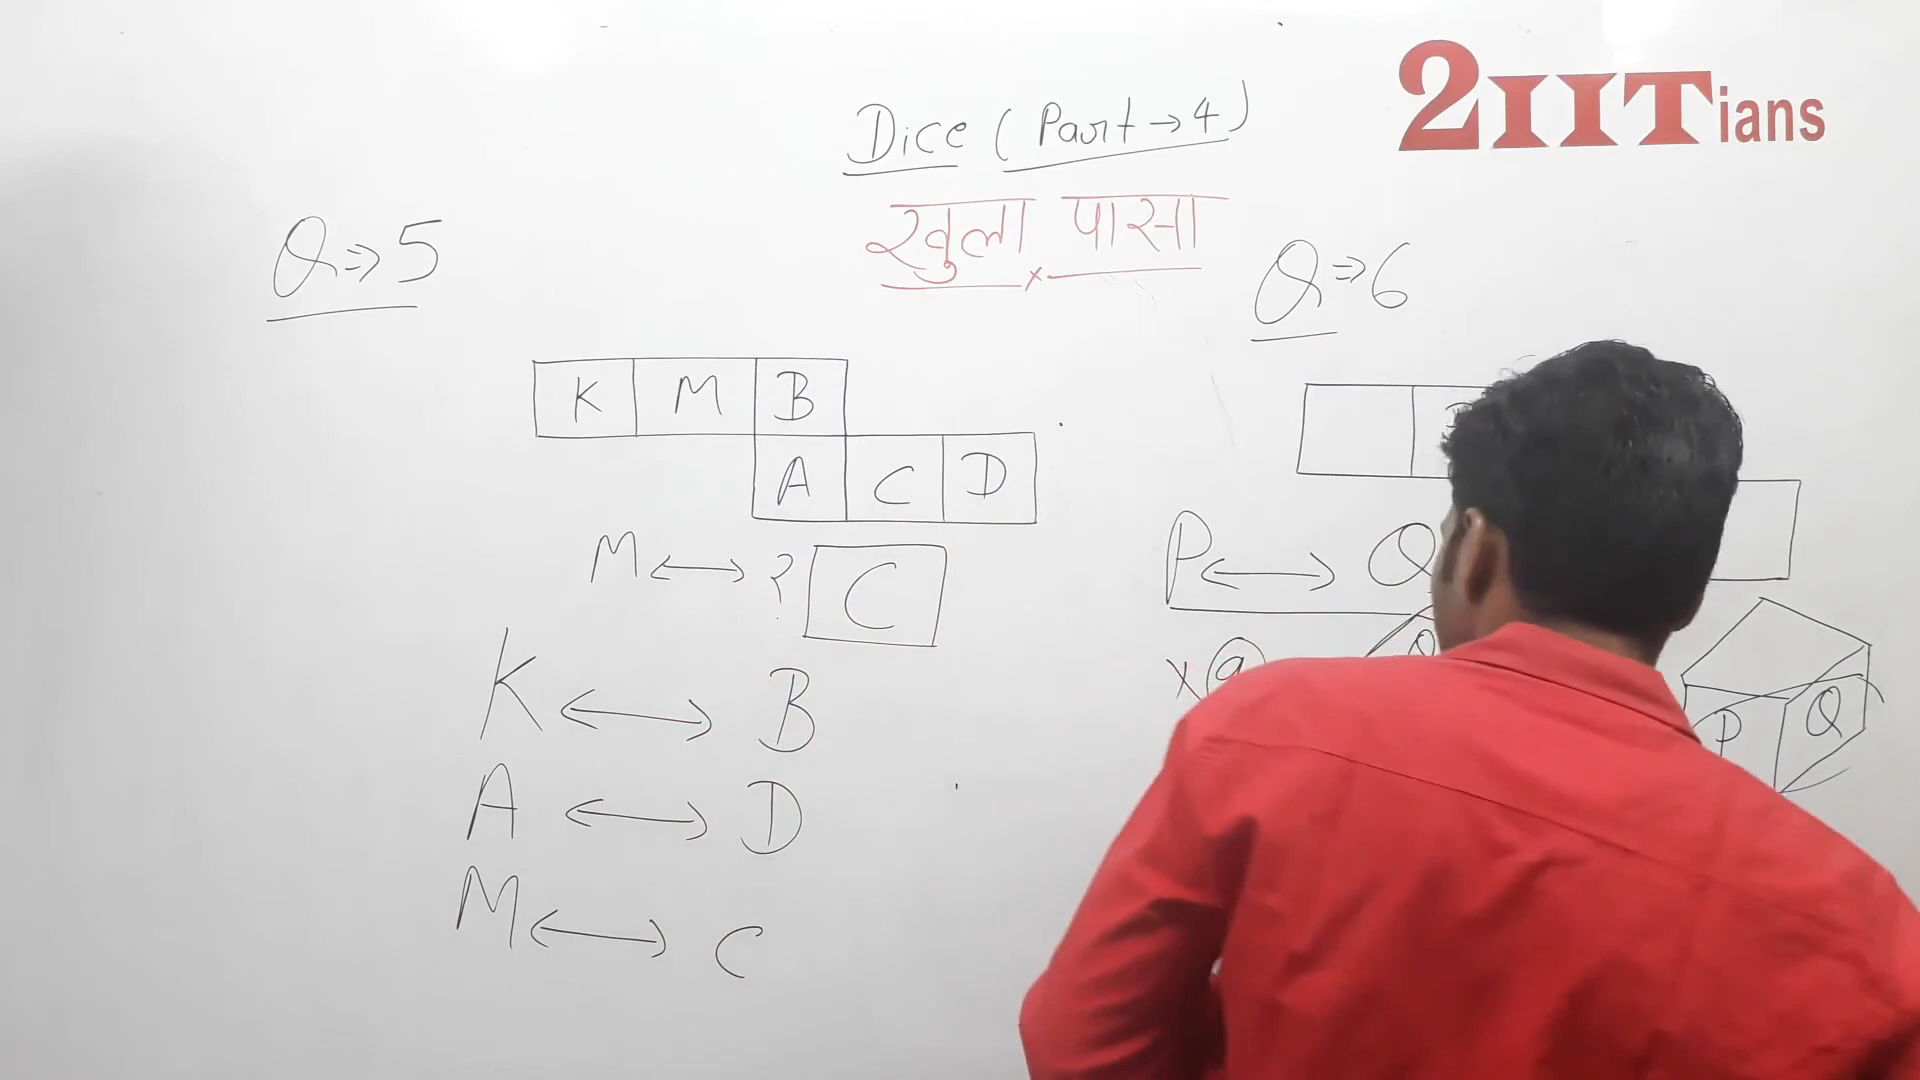 2IITians
Dice (Part → 4)
खुला पासा
Q ⇒ 5
K M B
A C D
M ↔ ? C
K ↔ B
A ↔ D
M ↔ C
Q ⇒ 6
P ↔ Q
x a
Q
P Q